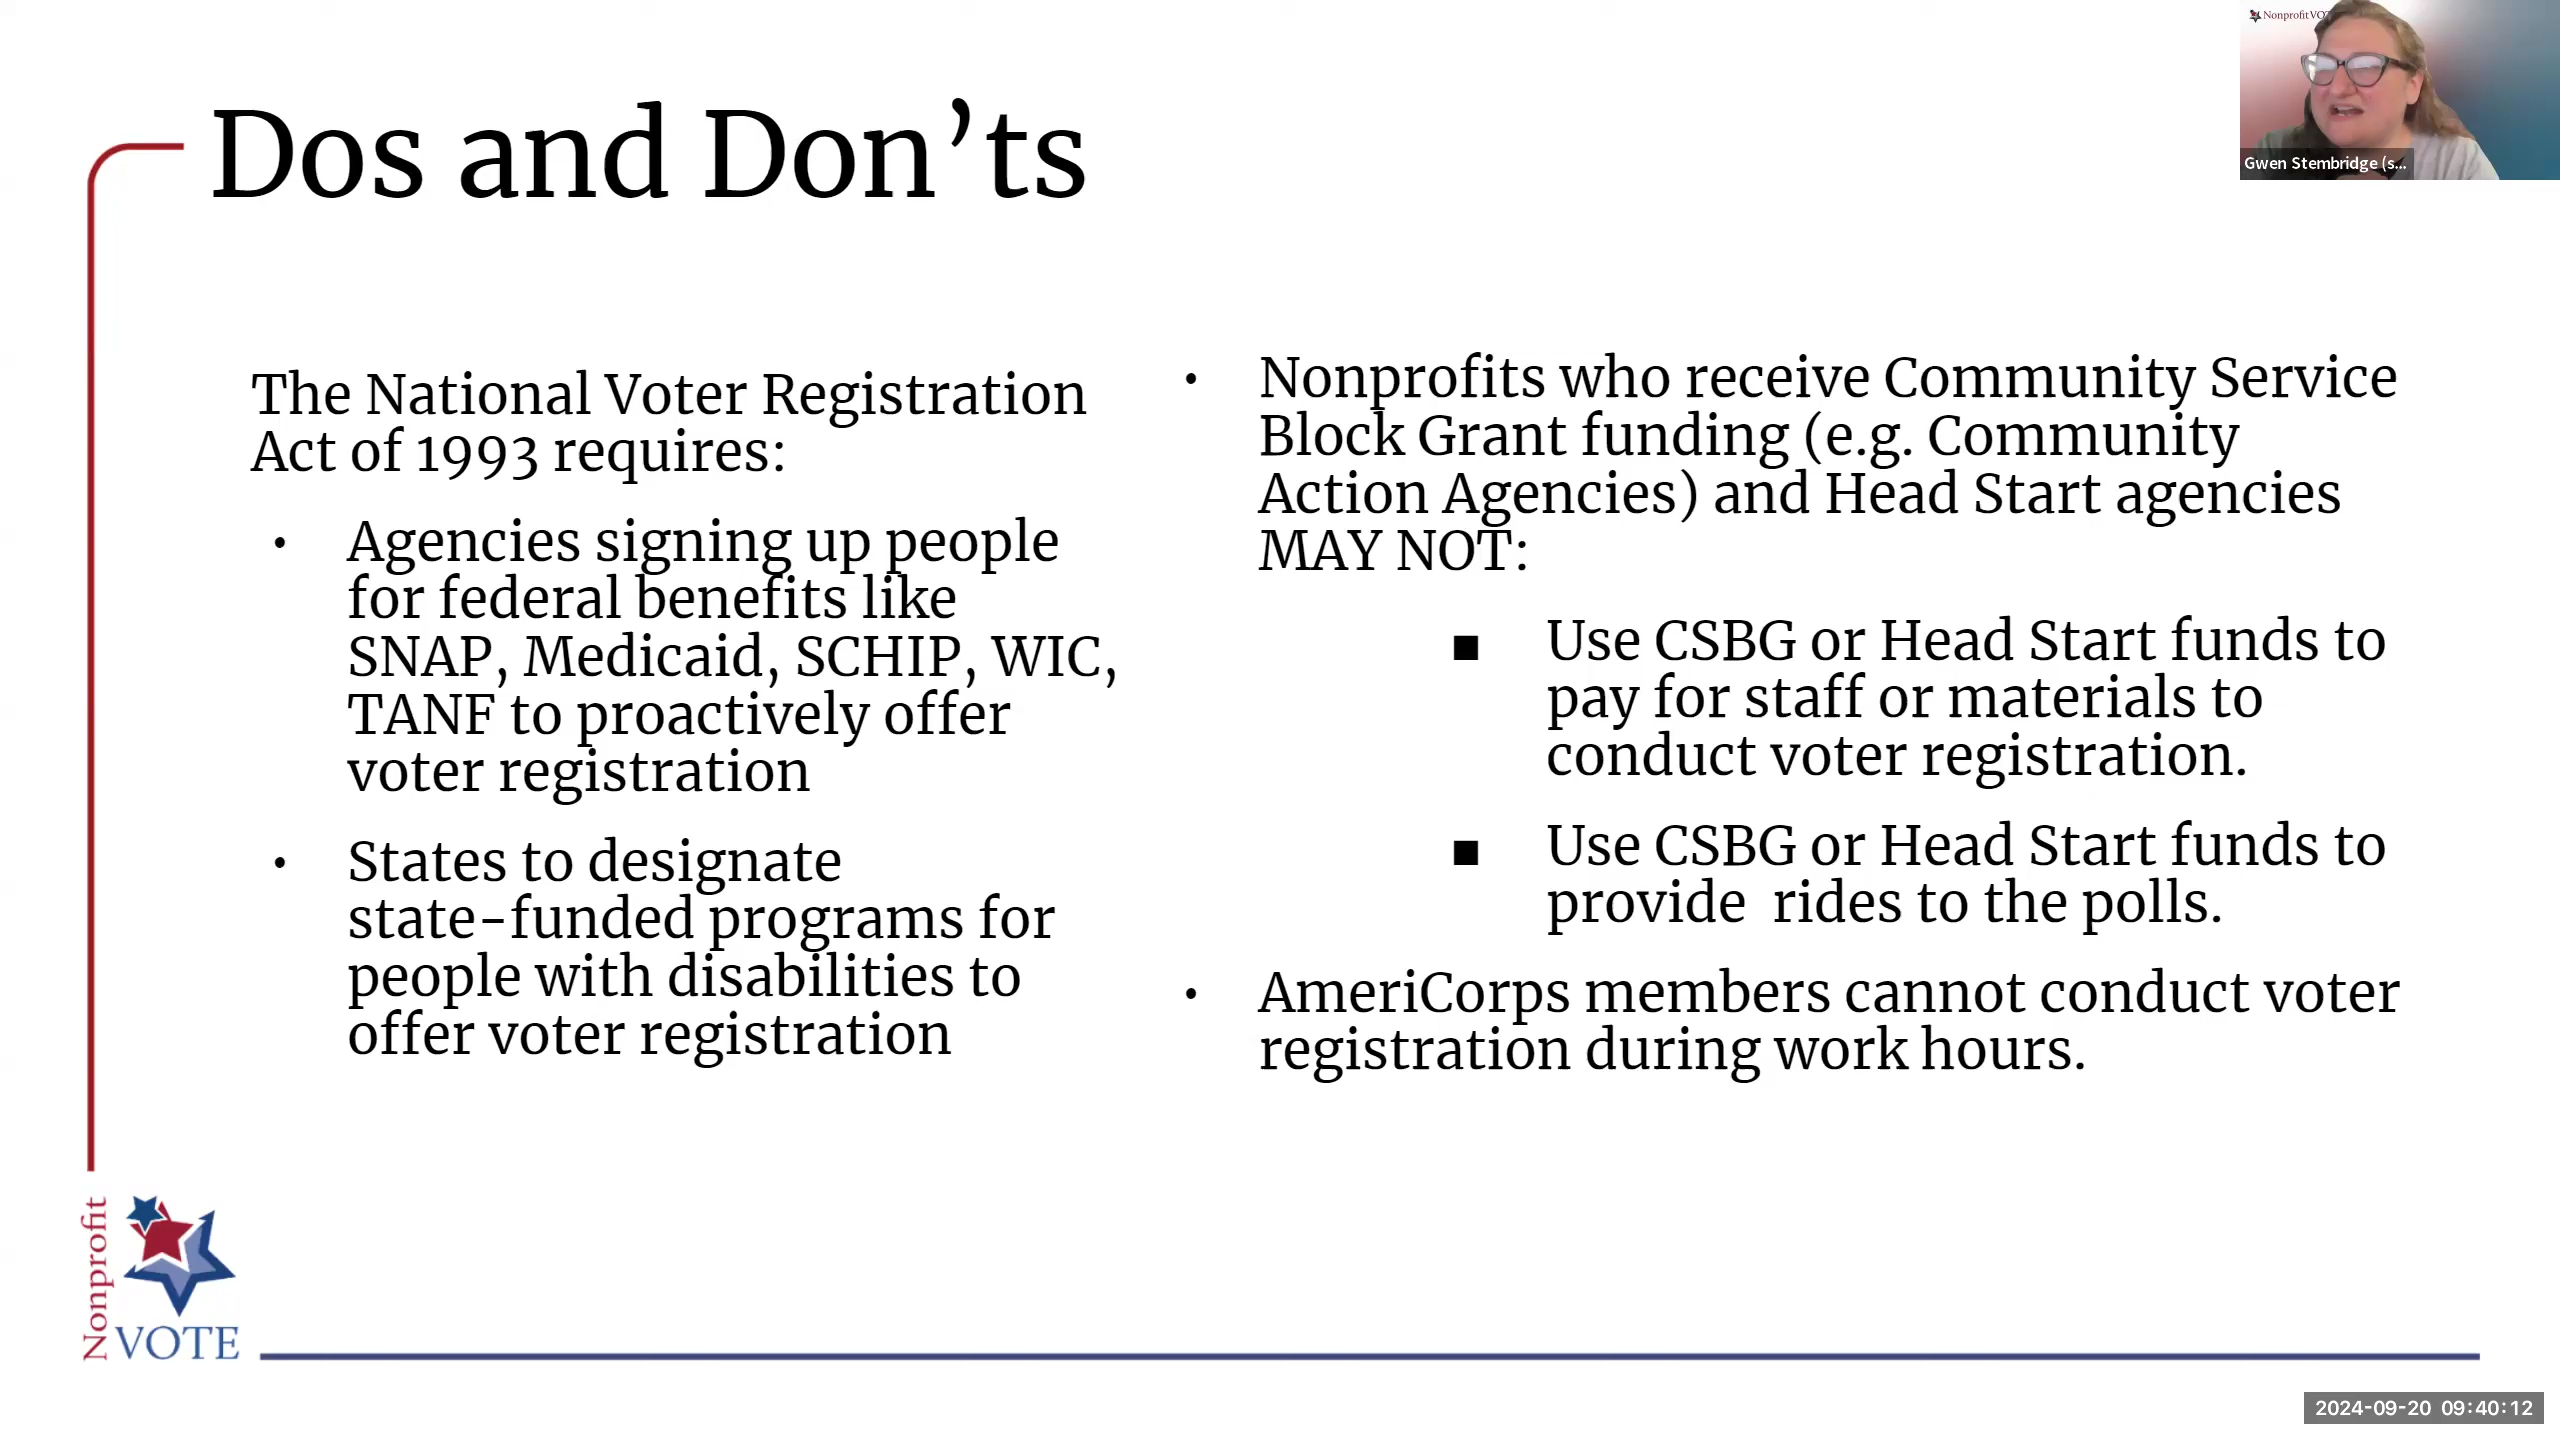 Dos and Don’ts
The National Voter Registration
Act of 1993 requires:
• Agencies signing up people
for federal benefits like
SNAP, Medicaid, SCHIP, WIC,
TANF to proactively offer
voter registration
• States to designate
state-funded programs for
people with disabilities to
offer voter registration
• Nonprofits who receive Community Service
Block Grant funding (e.g. Community
Action Agencies) and Head Start agencies
MAY NOT:
■ Use CSBG or Head Start funds to
pay for staff or materials to
conduct voter registration.
■ Use CSBG or Head Start funds to
provide  rides to the polls.
• AmeriCorps members cannot conduct voter
registration during work hours.
Nonprofit
VOTE
Nonprofit VO
Gwen Stembridge (s...
2024-09-20 09:40:12